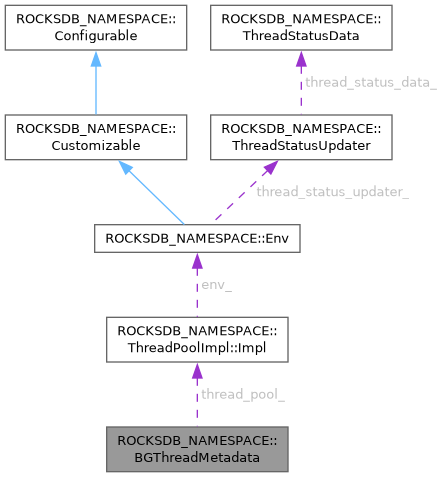 ROCKSDB_NAMESPACE::
Configurable
ROCKSDB_NAMESPACE::
ThreadStatusData
thread_status_data_
ROCKSDB_NAMESPACE::
Customizable
ROCKSDB_NAMESPACE::
ThreadStatusUpdater
thread_status_updater_
ROCKSDB_NAMESPACE::Env
env_
ROCKSDB_NAMESPACE::
ThreadPoolImpl::Impl
thread_pool_
ROCKSDB_NAMESPACE::
BGThreadMetadata